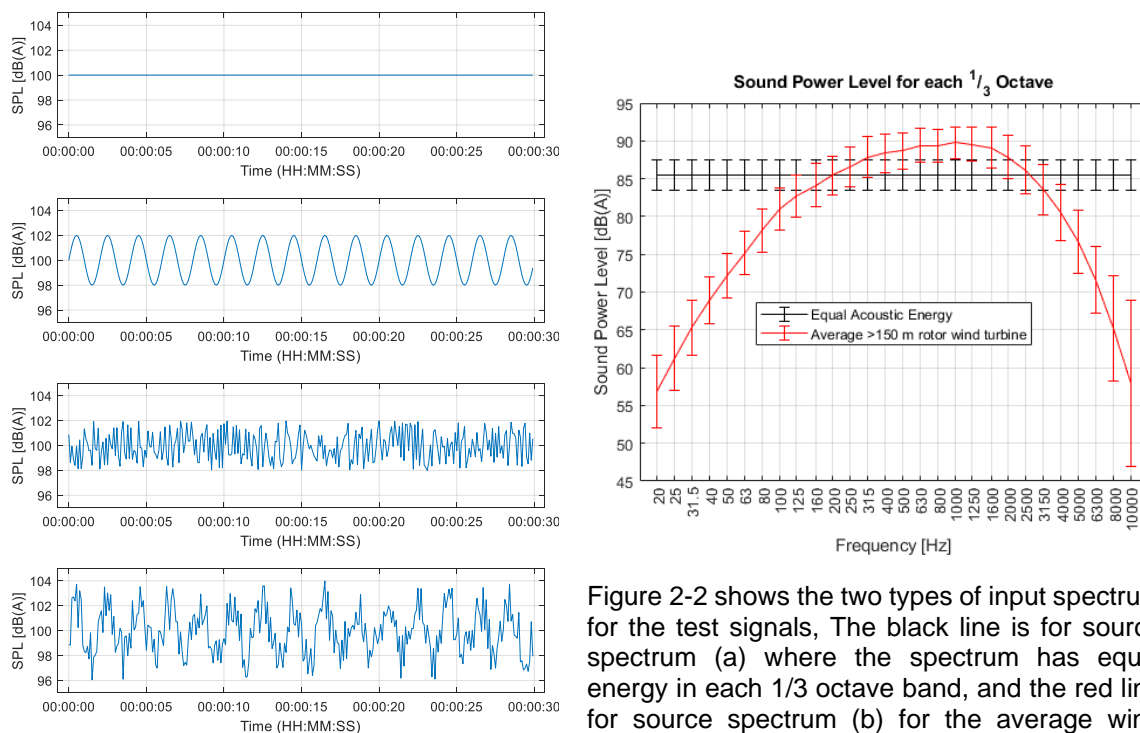 104
102
100
98
96
SPL [dB(A)]
00:00:00 00:00:05 00:00:10 00:00:15 00:00:20 00:00:25 00:00:30
Time (HH:MM:SS)
104
102
100
98
96
SPL [dB(A)]
00:00:00 00:00:05 00:00:10 00:00:15 00:00:20 00:00:25 00:00:30
Time (HH:MM:SS)
104
102
100
98
96
SPL [dB(A)]
00:00:00 00:00:05 00:00:10 00:00:15 00:00:20 00:00:25 00:00:30
Time (HH:MM:SS)
104
102
100
98
96
SPL [dB(A)]
00:00:00 00:00:05 00:00:10 00:00:15 00:00:20 00:00:25 00:00:30
Time (HH:MM:SS)
Sound Power Level for each 1/3 Octave
95
90
85
80
75
70
65
60
55
50
45
Sound Power Level [dB(A)]
Equal Acoustic Energy
Average >150 m rotor wind turbine
20 25 31.5 40 50 63 80 100 125 160 200 250 315 400 500 630 800 1000 1250 1600 2000 2500 3150 4000 5000 6300 8000 10000
Frequency [Hz]
Figure 2-2 shows the two types of input spectru
for the test signals, The black line is for sourc
spectrum (a) where the spectrum has equ
energy in each 1/3 octave band, and the red lin
for source spectrum (b) for the average win